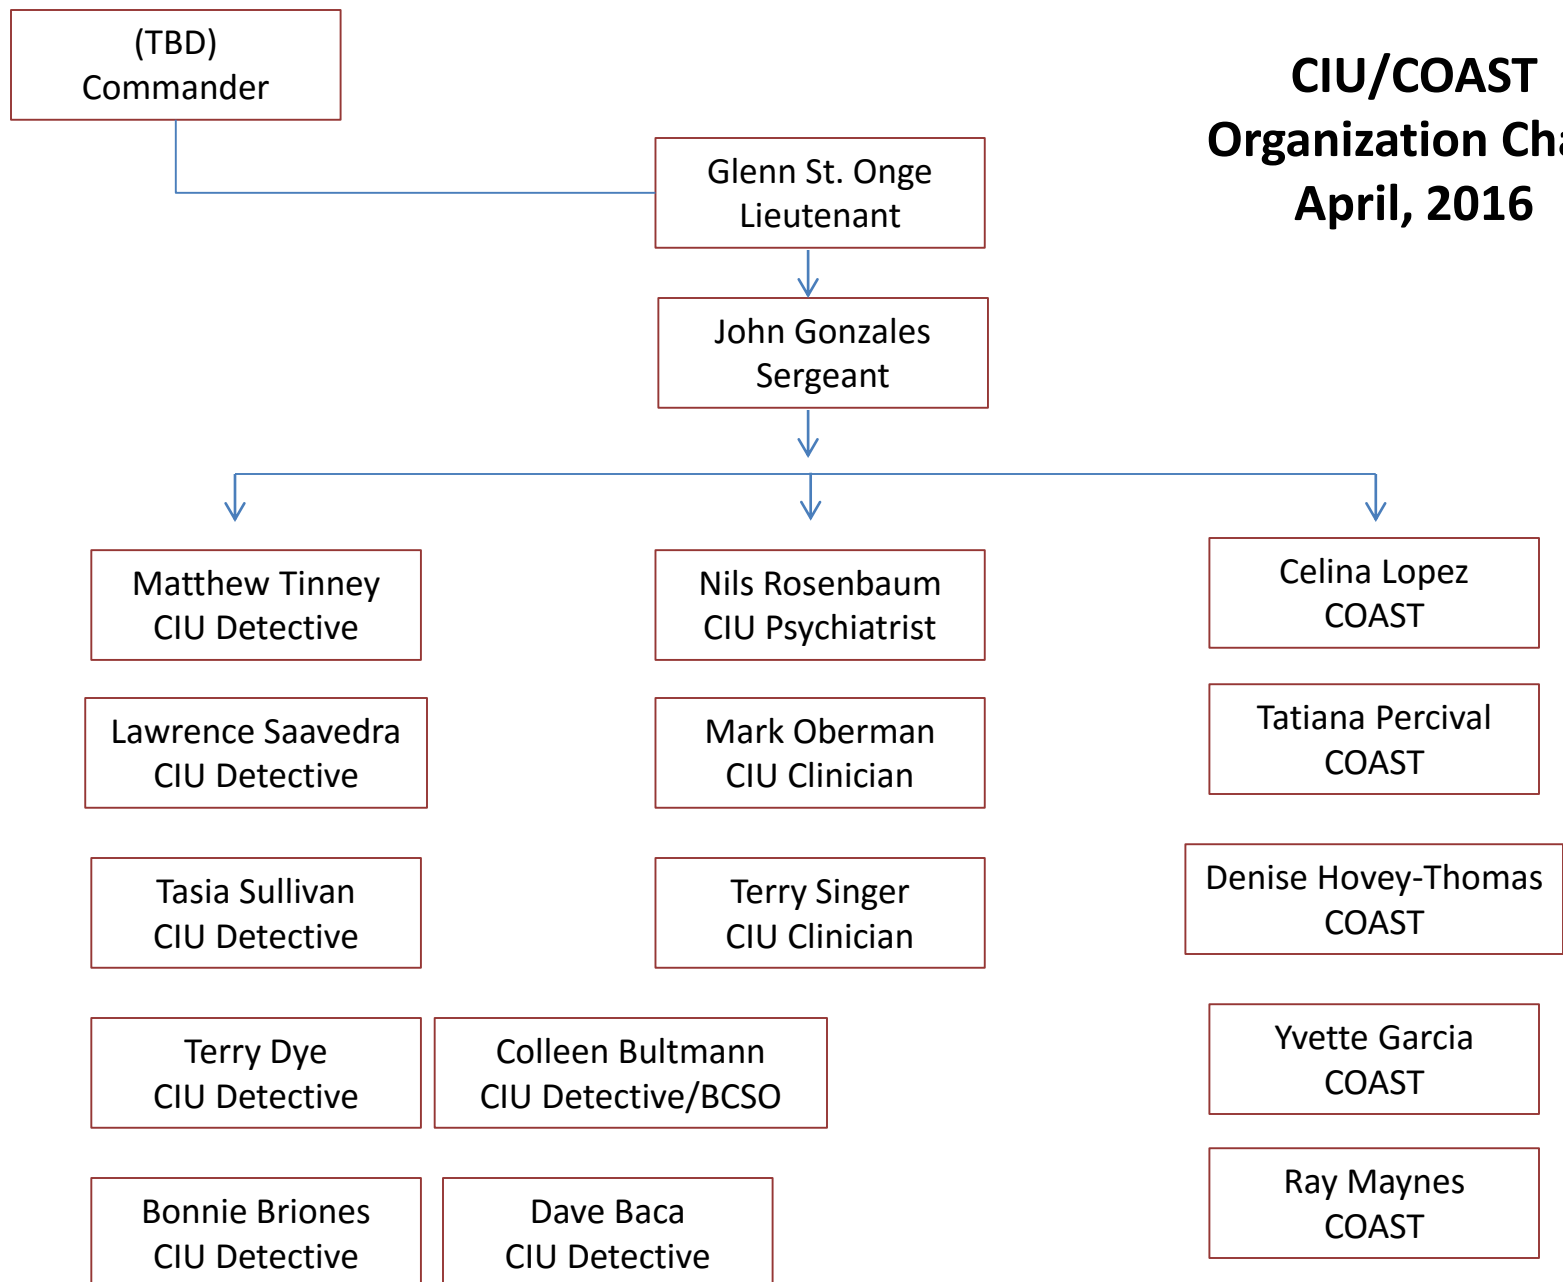 (TBD)
Commander
CIU/COAST
Organization Cha
April, 2016
Glenn St. Onge
Lieutenant
John Gonzales
Sergeant
Matthew Tinney
CIU Detective
Nils Rosenbaum
CIU Psychiatrist
Celina Lopez
COAST
Lawrence Saavedra
CIU Detective
Mark Oberman
CIU Clinician
Tatiana Percival
COAST
Tasia Sullivan
CIU Detective
Terry Singer
CIU Clinician
Denise Hovey-Thomas
COAST
Terry Dye
CIU Detective
Colleen Bultmann
CIU Detective/BCSO
Yvette Garcia
COAST
Bonnie Briones
CIU Detective
Dave Baca
CIU Detective
Ray Maynes
COAST